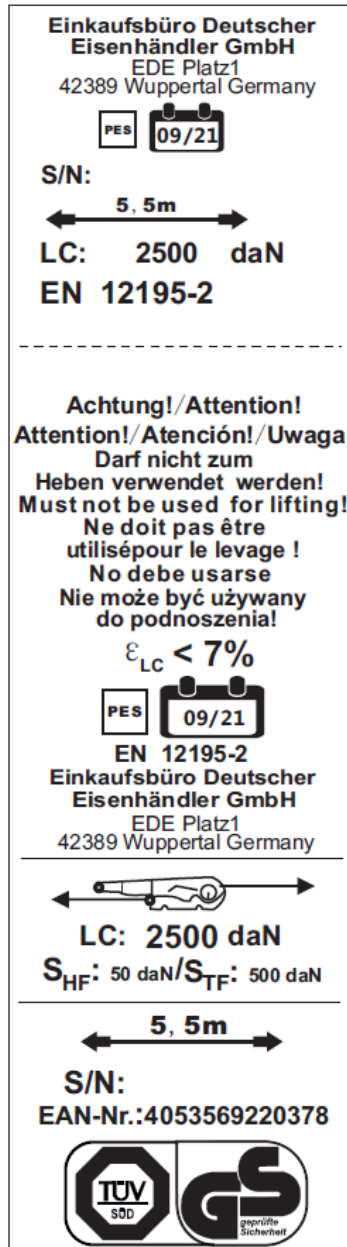 Einkaufsbüro Deutscher
Eisenhändler GmbH
EDE Platz1
42389 Wuppertal Germany
PES 09/21
S/N:
5,5m
LC: 2500 daN
EN 12195-2
Achtung!/Attention!
Attention!/Atención!/Uwaga
Darf nicht zum
Heben verwendet werden!
Must not be used for lifting!
Ne doit pas être
utilisépour le levage !
No debe usarse
Nie może być używany
do podnoszenia!
εLC < 7%
PES 09/21
EN 12195-2
Einkaufsbüro Deutscher
Eisenhändler GmbH
EDE Platz1
42389 Wuppertal Germany
LC: 2500 daN
SHF: 50 daN/STF: 500 daN
5,5m
S/N:
EAN-Nr.:4053569220378
TÜV
SÜD
GS
geprüfte
Sicherheit